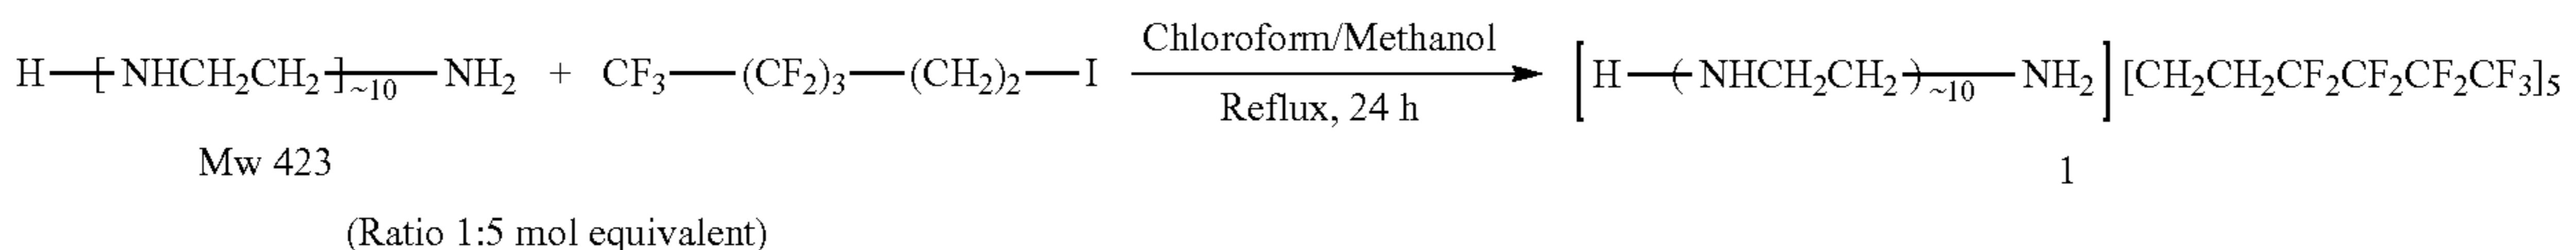 Chloroform/Methanol
H—[NHCH₂CH₂]~10—NH₂ + CF₃—(CF₂)₃—(CH₂)₂—I [H—(NHCH₂CH₂)~10—NH₂][CH₂CH₂CF₂CF₂CF₂CF₃]₅
Reflux, 24 h
Mw 423
1
(Ratio 1:5 mol equivalent)